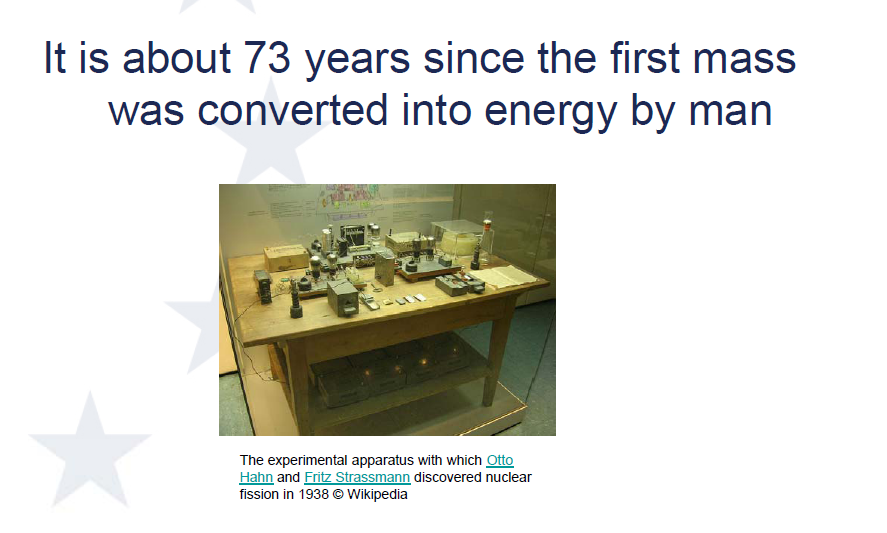 It is about 73 years since the first mass
was converted into energy by man
The experimental apparatus with which Otto
Hahn and Fritz Strassmann discovered nuclear
fission in 1938 © Wikipedia